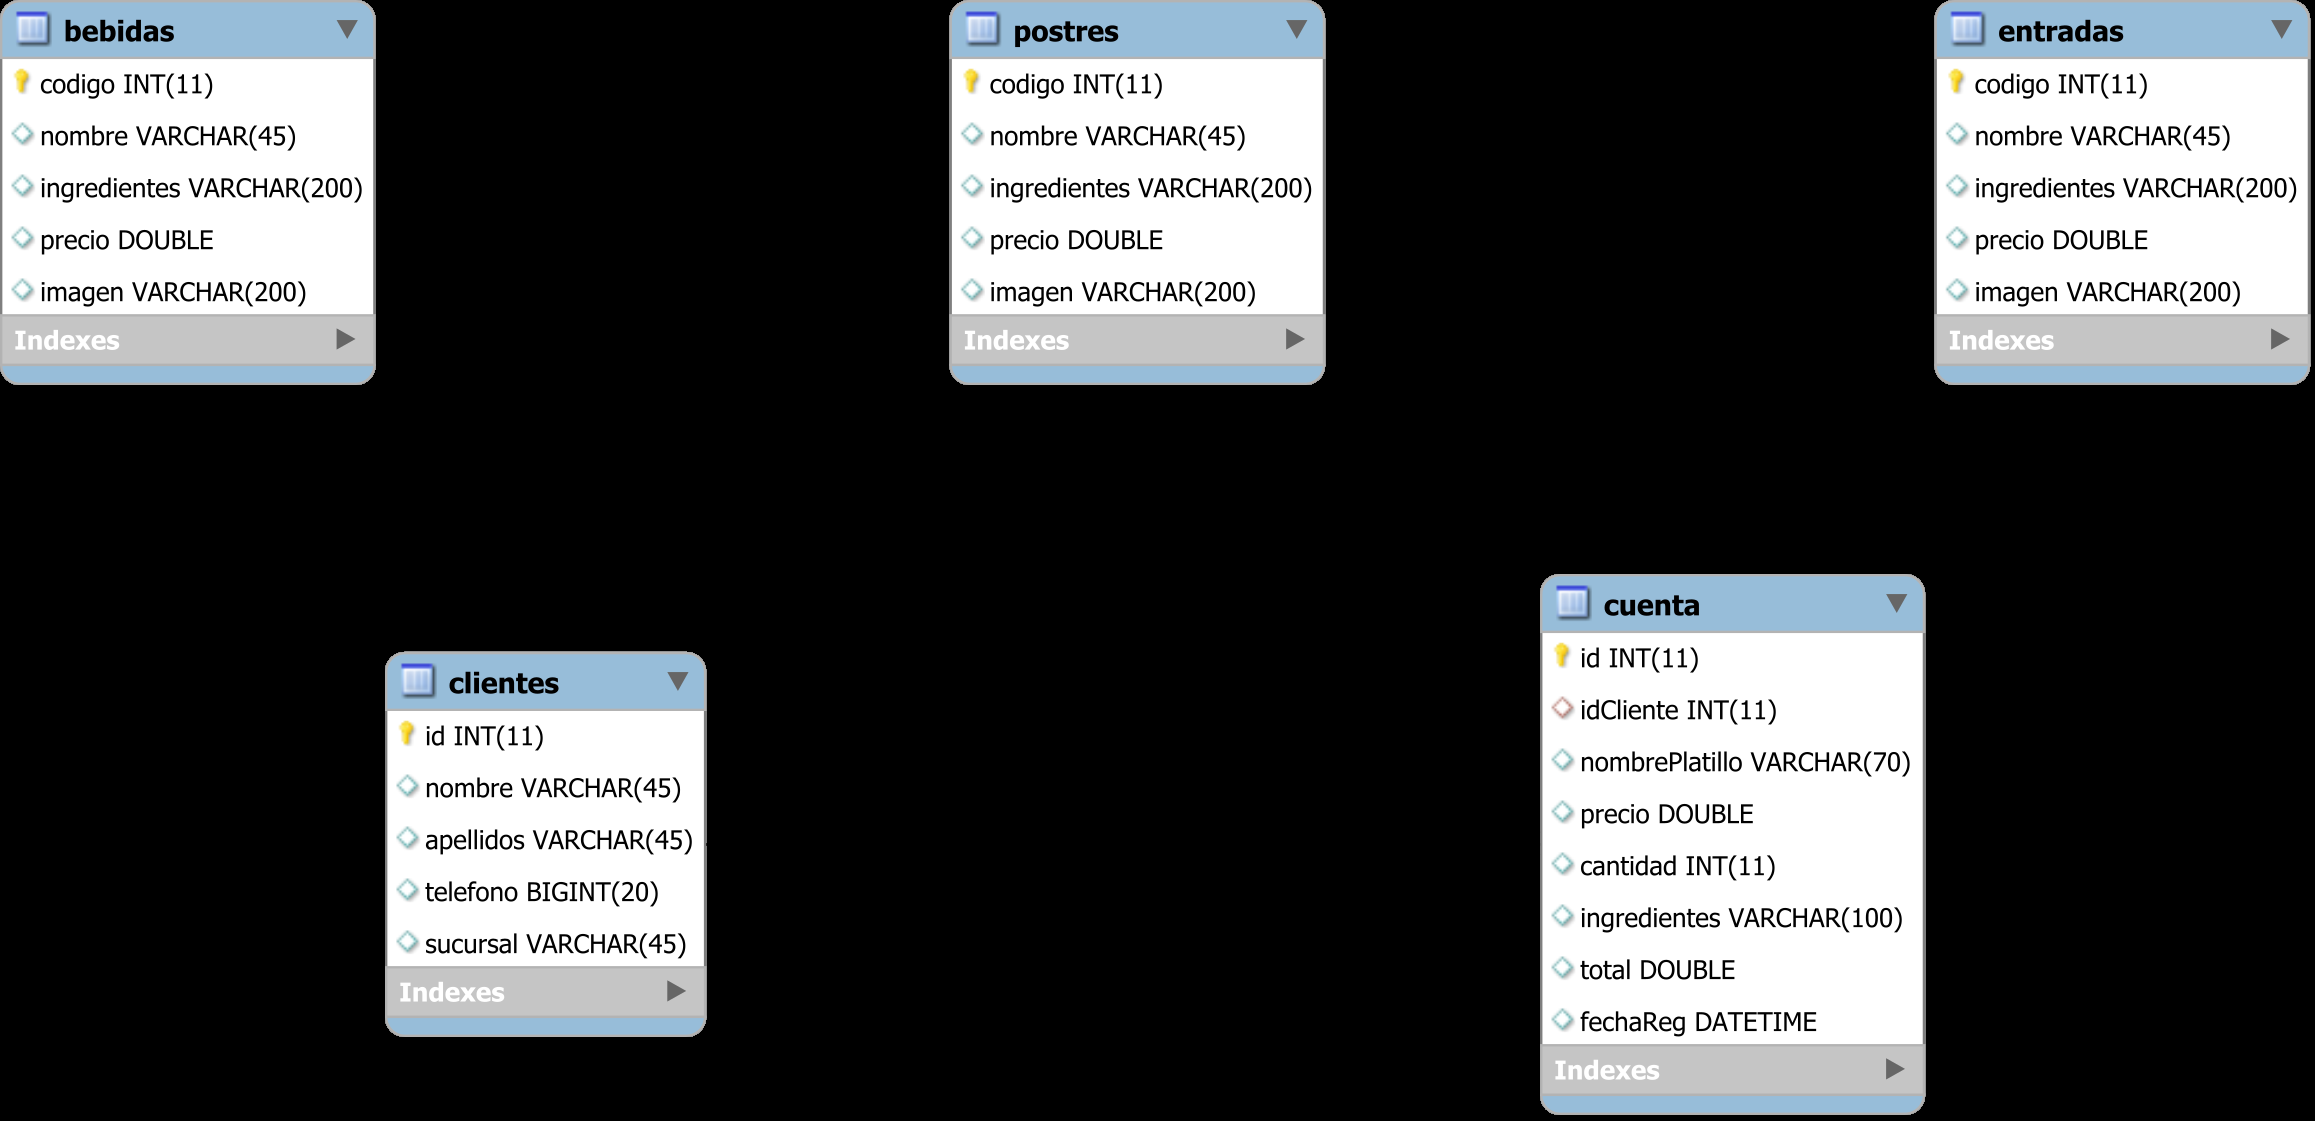 bebidas
codigo INT(11)
nombre VARCHAR(45)
ingredientes VARCHAR(200)
precio DOUBLE
imagen VARCHAR(200)
Indexes
postres
codigo INT(11)
nombre VARCHAR(45)
ingredientes VARCHAR(200)
precio DOUBLE
imagen VARCHAR(200)
Indexes
entradas
codigo INT(11)
nombre VARCHAR(45)
ingredientes VARCHAR(200)
precio DOUBLE
imagen VARCHAR(200)
Indexes
clientes
id INT(11)
nombre VARCHAR(45)
apellidos VARCHAR(45)
telefono BIGINT(20)
sucursal VARCHAR(45)
Indexes
cuenta
id INT(11)
idCliente INT(11)
nombrePlatillo VARCHAR(70)
precio DOUBLE
cantidad INT(11)
ingredientes VARCHAR(100)
total DOUBLE
fechaReg DATETIME
Indexes